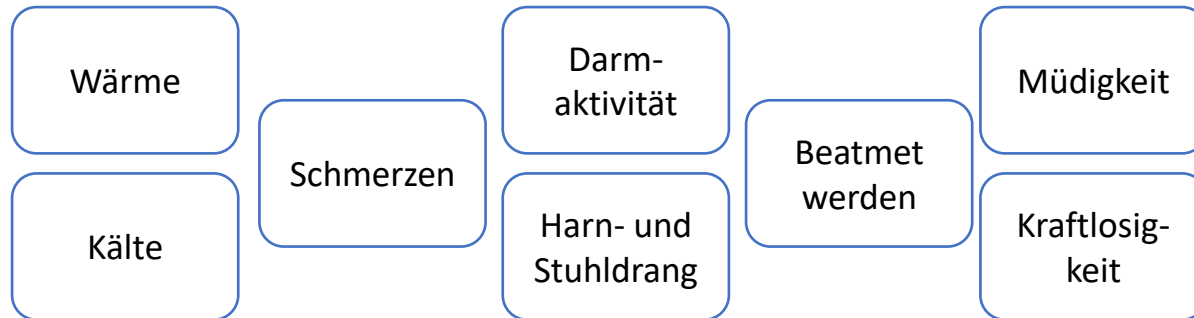 Wärme
Kälte
Schmerzen
Darm-
aktivität
Harn- und
Stuhldrang
Beatmet
werden
Müdigkeit
Kraftlosig-
keit